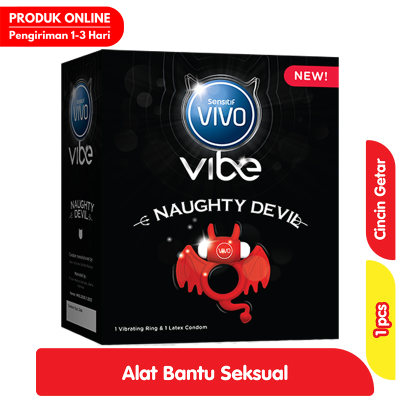 PRODUK ONLINE
Pengiriman 1-3 Hari
NEW!
Sensitif
VIVO
vibe
NAUGHTY DEVIL
VIVO
1 Vibrating Ring & 1 Latex Condom
NAUGHTY
DEVIL
Cincin Getar
1pcs
Alat Bantu Seksual